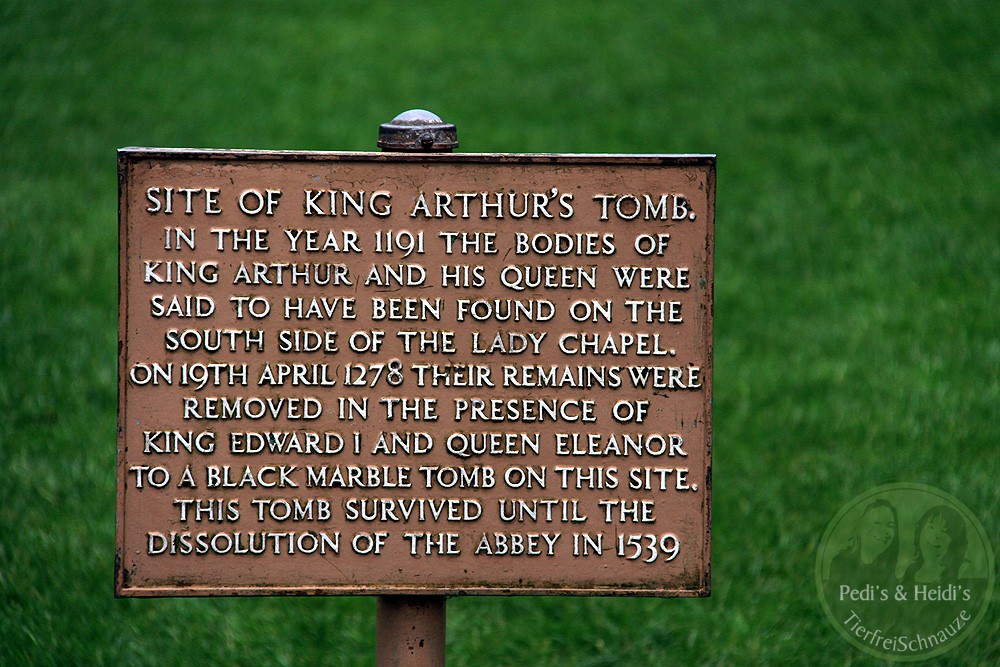 SITE OF KING ARTHUR'S TOMB.
IN THE YEAR 1191 THE BODIES OF
KING ARTHUR AND HIS QUEEN WERE
SAID TO HAVE BEEN FOUND ON THE
SOUTH SIDE OF THE LADY CHAPEL.
ON 19TH APRIL 1278 THEIR REMAINS WERE
REMOVED IN THE PRESENCE OF
KING EDWARD I AND QUEEN ELEANOR
TO A BLACK MARBLE TOMB ON THIS SITE.
THIS TOMB SURVIVED UNTIL THE
DISSOLUTION OF THE ABBEY IN 1539
Pedi's & Heidi's
TierfreiSchnauze